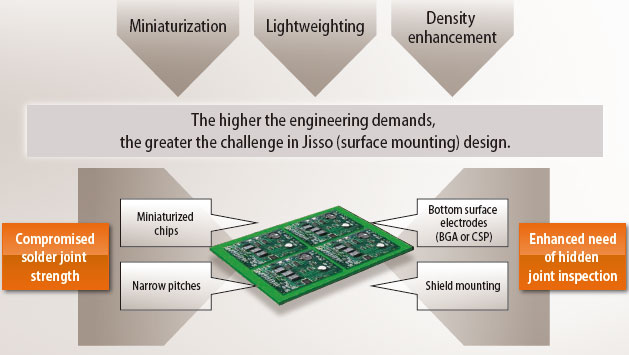 Miniaturization
Lightweighting
Density
enhancement
The higher the engineering demands,
the greater the challenge in Jisso (surface mounting) design.
Compromised
solder joint
strength
Miniaturized
chips
Narrow pitches
Bottom surface
electrodes
(BGA or CSP)
Shield mounting
Enhanced need
of hidden
joint inspection